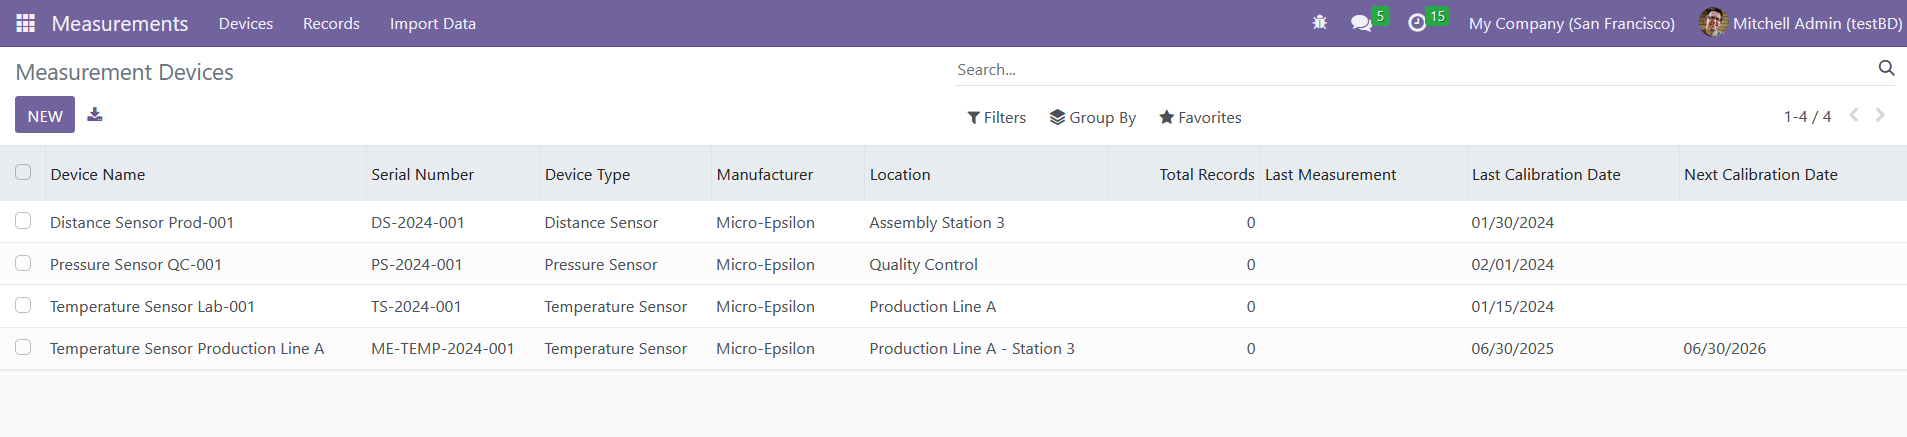 Measurements Devices Records Import Data 5 15 My Company (San Francisco) Mitchell Admin (testBD)
Measurement Devices
Search...
NEW
Filters Group By Favorites 1-4 / 4
Device Name Serial Number Device Type Manufacturer Location Total Records Last Measurement Last Calibration Date Next Calibration Date
Distance Sensor Prod-001 DS-2024-001 Distance Sensor Micro-Epsilon Assembly Station 3 0 01/30/2024
Pressure Sensor QC-001 PS-2024-001 Pressure Sensor Micro-Epsilon Quality Control 0 02/01/2024
Temperature Sensor Lab-001 TS-2024-001 Temperature Sensor Micro-Epsilon Production Line A 0 01/15/2024
Temperature Sensor Production Line A ME-TEMP-2024-001 Temperature Sensor Micro-Epsilon Production Line A - Station 3 0 06/30/2025 06/30/2026